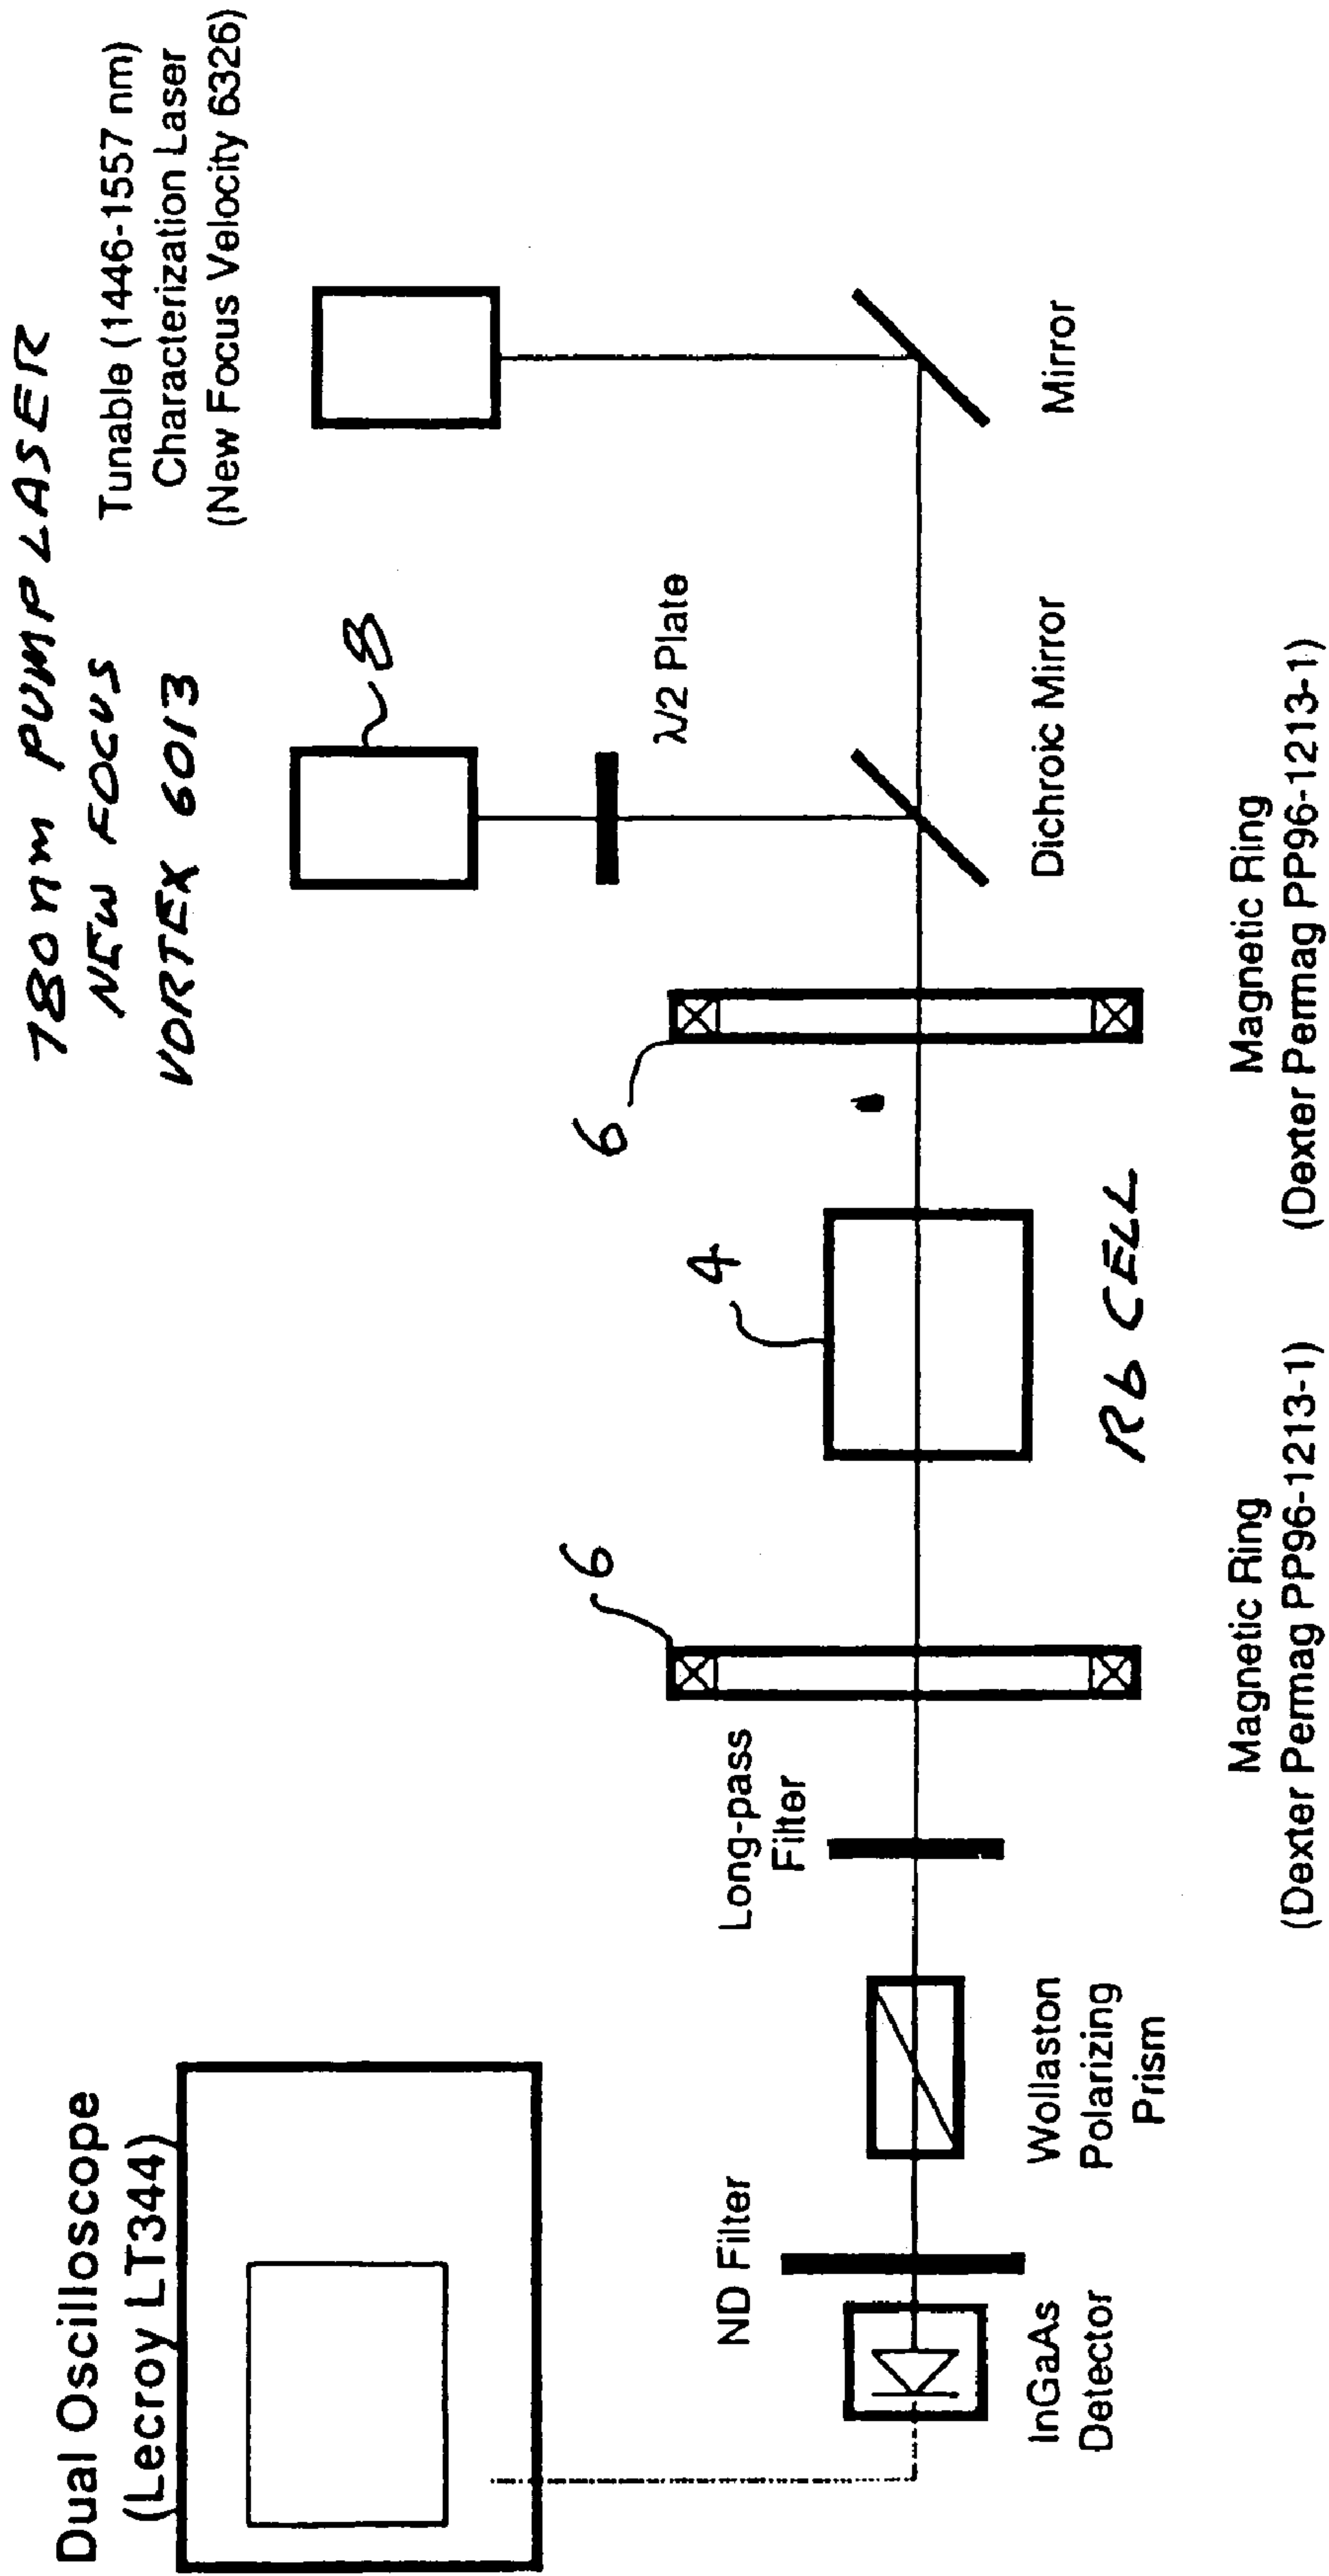 780nm PUMP LASER
NEW FOCUS
VORTEX 6013
Tunable (1446-1557 nm)
Characterization Laser
(New Focus Velocity 6326)
8
λ/2 Plate
Mirror
Dichroic Mirror
6
4
Rb CELL
6
Magnetic Ring
(Dexter Permag PP96-1213-1)
Magnetic Ring
(Dexter Permag PP96-1213-1)
Long-pass
Filter
Wollaston
Polarizing
Prism
ND Filter
InGaAs
Detector
Dual Oscilloscope
(Lecroy LT344)